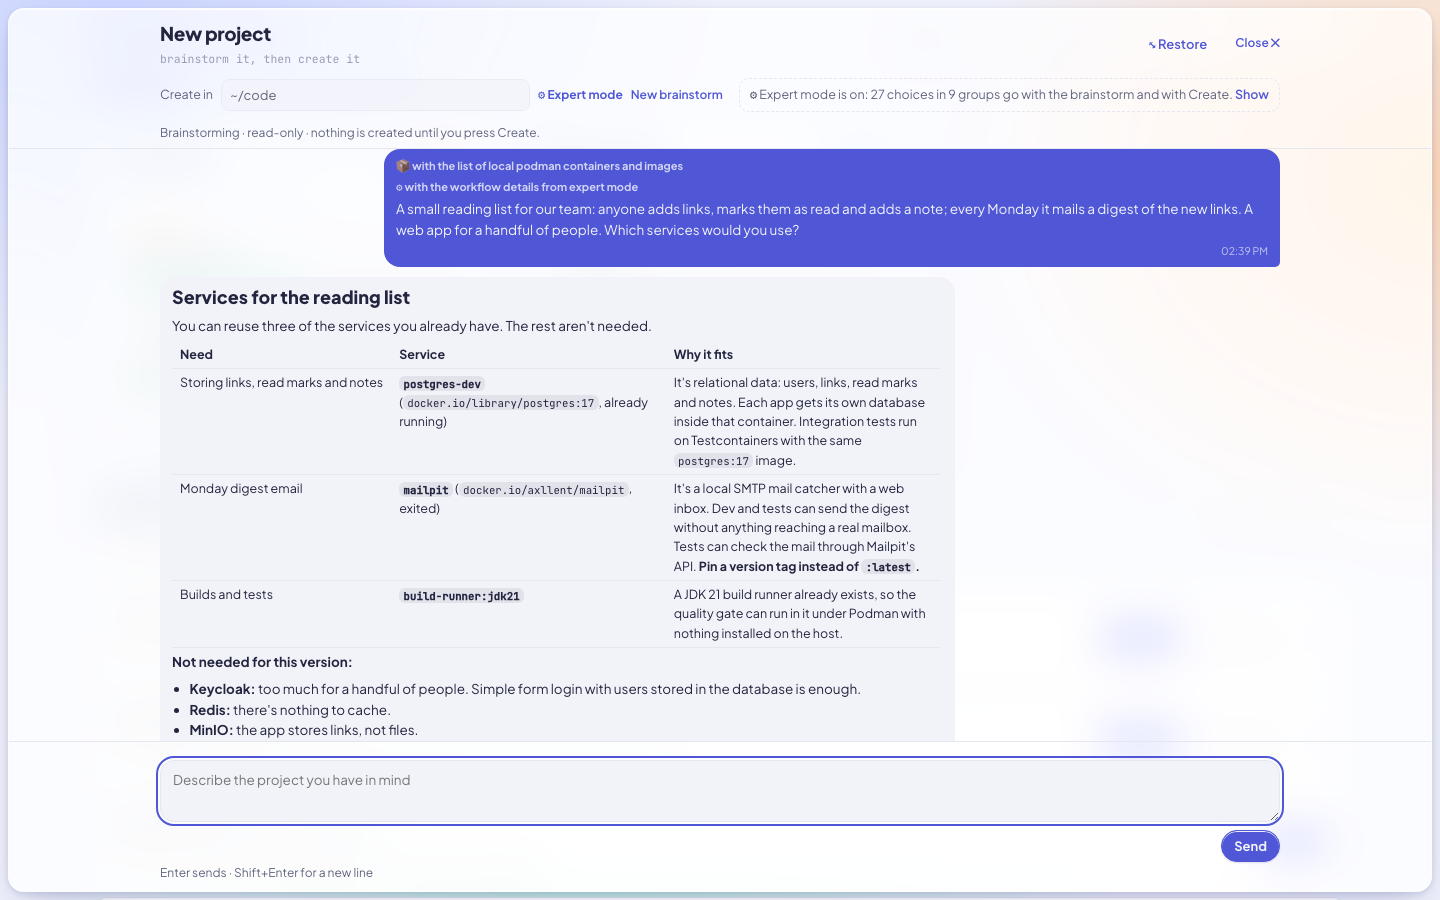 New project
brainstorm it, then create it
Restore
Close
Create in
~/code
Expert mode
New brainstorm
Expert mode is on: 27 choices in 9 groups go with the brainstorm and with Create. Show
Brainstorming · read-only · nothing is created until you press Create.
with the list of local podman containers and images
with the workflow details from expert mode
A small reading list for our team: anyone adds links, marks them as read and adds a note; every Monday it mails a digest of the new links. A
web app for a handful of people. Which services would you use?
02:39 PM
Services for the reading list
You can reuse three of the services you already have. The rest aren't needed.
Need Service Why it fits
Storing links, read marks and notes
postgres-dev
(docker.io/library/postgres:17, already
running)
It's relational data: users, links, read marks
and notes. Each app gets its own database
inside that container. Integration tests run
on Testcontainers with the same
postgres:17 image.
Monday digest email
mailpit (docker.io/axllent/mailpit,
exited)
It's a local SMTP mail catcher with a web
inbox. Dev and tests can send the digest
without anything reaching a real mailbox.
Tests can check the mail through Mailpit's
API. Pin a version tag instead of :latest.
Builds and tests
build-runner:jdk21
A JDK 21 build runner already exists, so the
quality gate can run in it under Podman with
nothing installed on the host.
Not needed for this version:
• Keycloak: too much for a handful of people. Simple form login with users stored in the database is enough.
• Redis: there's nothing to cache.
• MinIO: the app stores links, not files.
Describe the project you have in mind
Send
Enter sends · Shift+Enter for a new line